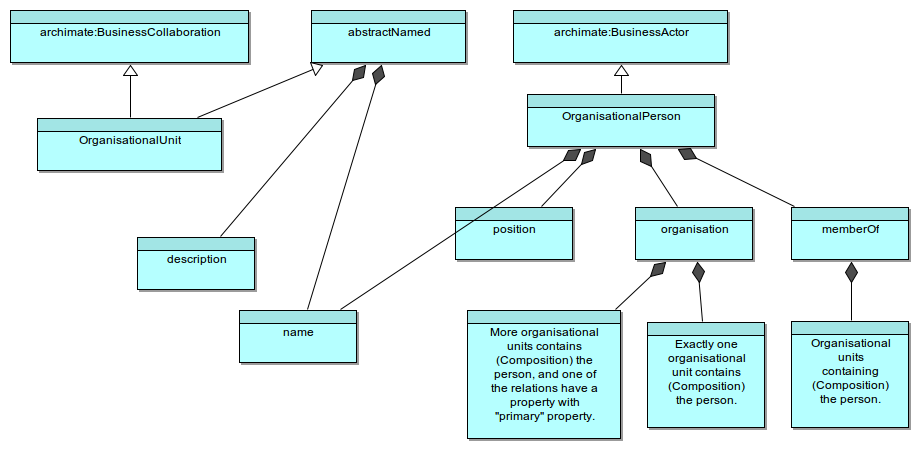 archimate:BusinessCollaboration
abstractNamed
archimate:BusinessActor
OrganisationalUnit
OrganisationalPerson
position
organisation
memberOf
description
name
More organisational
units contains
(Composition) the
person, and one of
the relations have a
property with
"primary" property.
Exactly one
organisational
unit contains
(Composition)
the person.
Organisational
units
containing
(Composition)
the person.